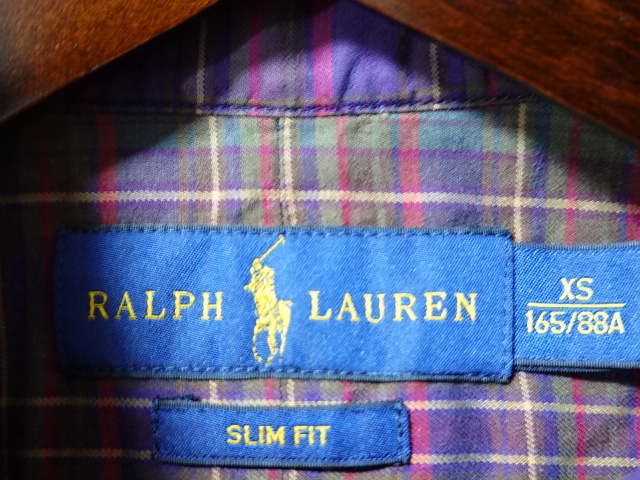 RALPH LAUREN
XS
165/88A
SLIM FIT